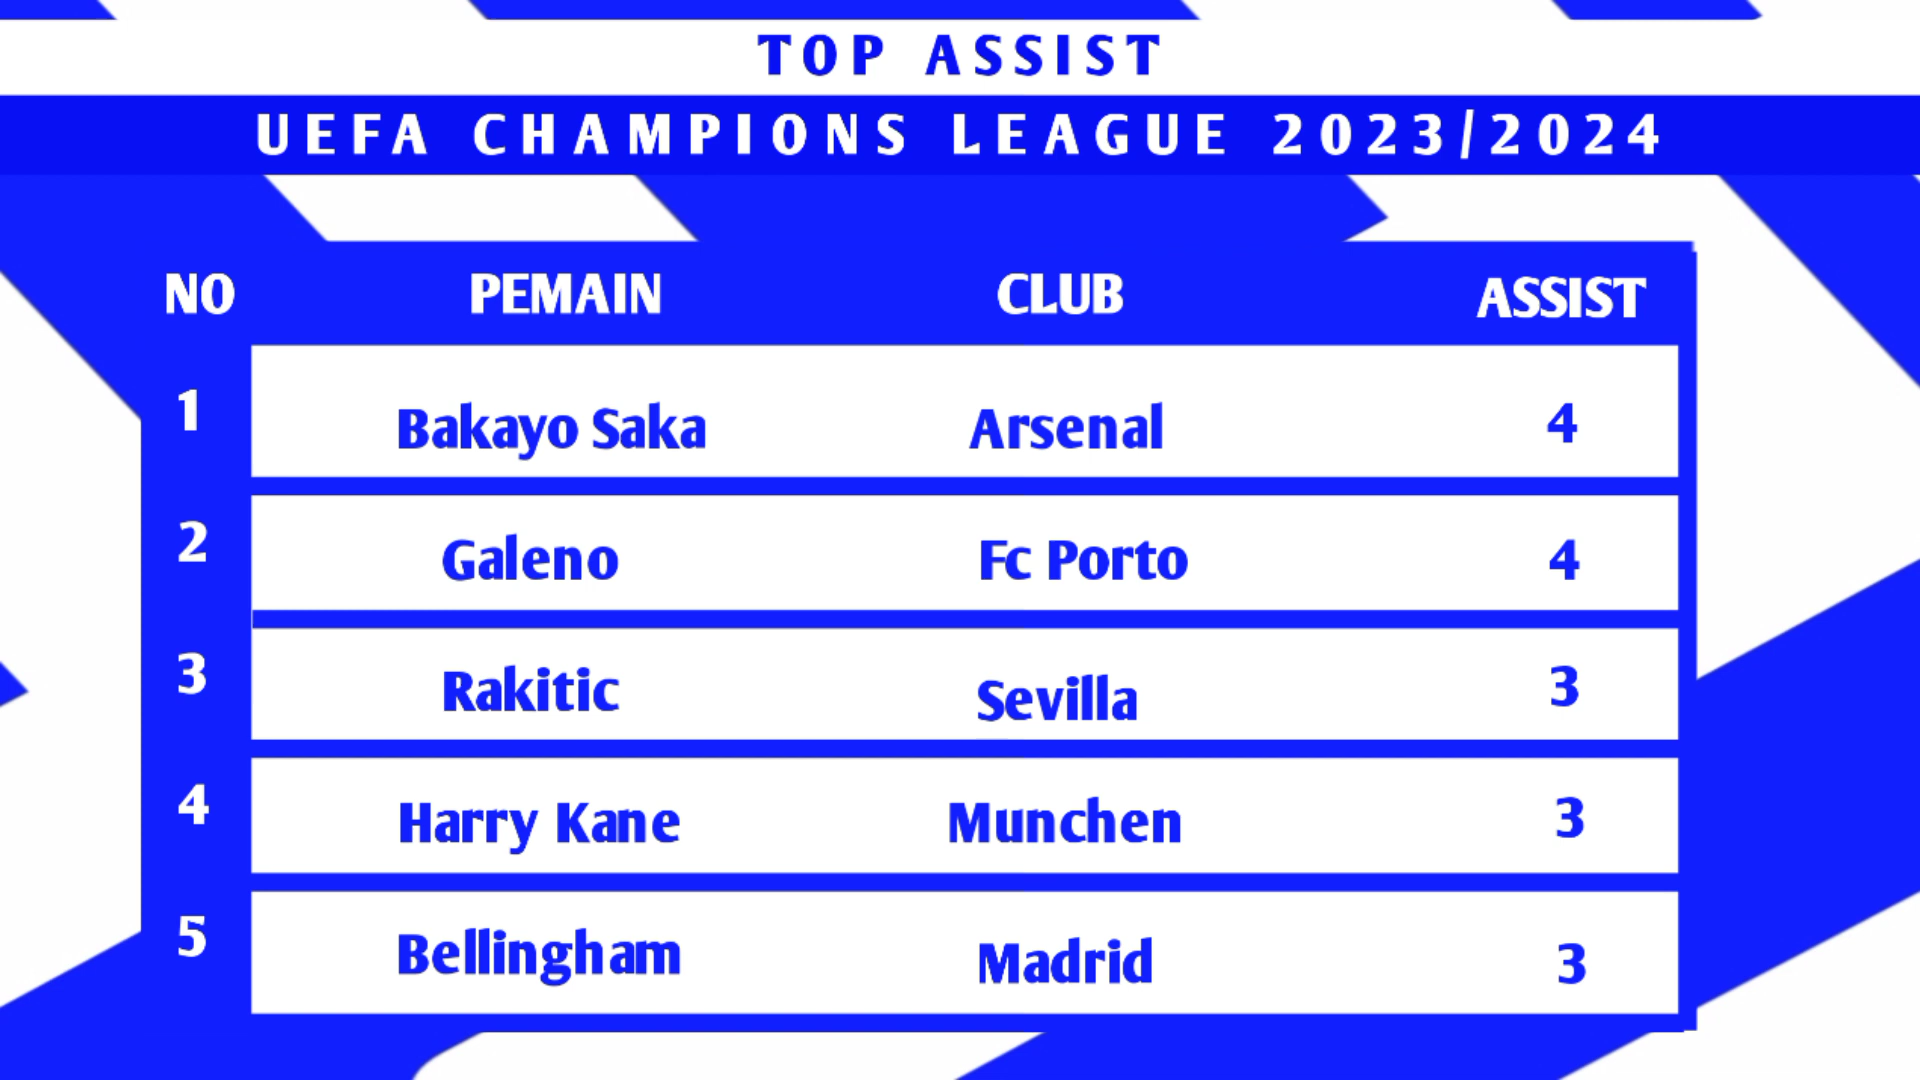 TOP ASSIST
UEFA CHAMPIONS LEAGUE 2023/2024
NO PEMAIN CLUB ASSIST
1 Bakayo Saka Arsenal 4
2 Galeno Fc Porto 4
3 Rakitic Sevilla 3
4 Harry Kane Munchen 3
5 Bellingham Madrid 3